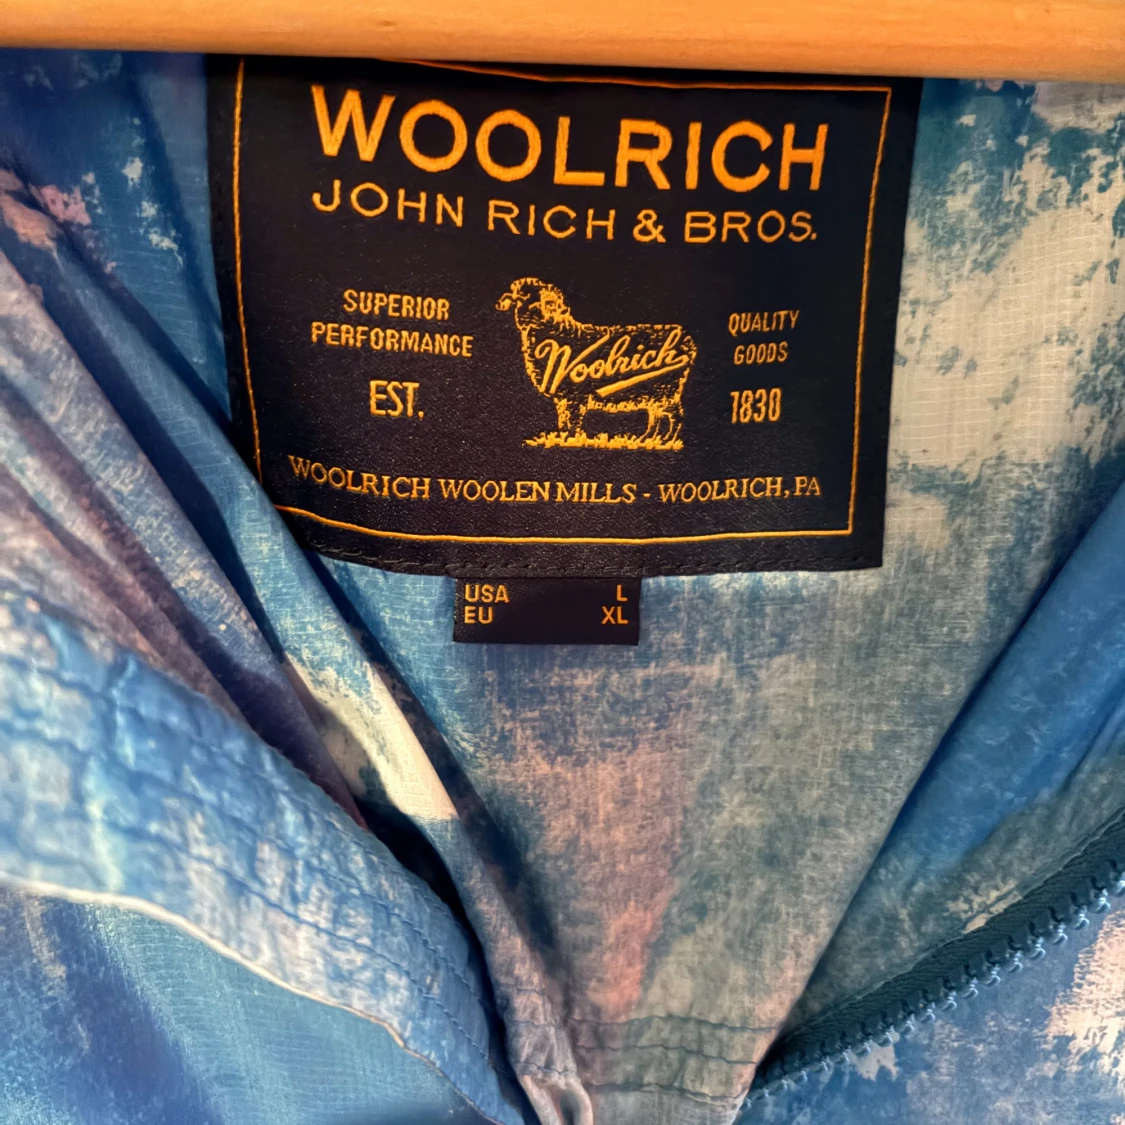 WOOLRICH
JOHN RICH & BROS.
SUPERIOR
PERFORMANCE
EST.
Woolrich
QUALITY
GOODS
1830
WOOLRICH WOOLEN MILLS - WOOLRICH, PA
USA L
EU XL